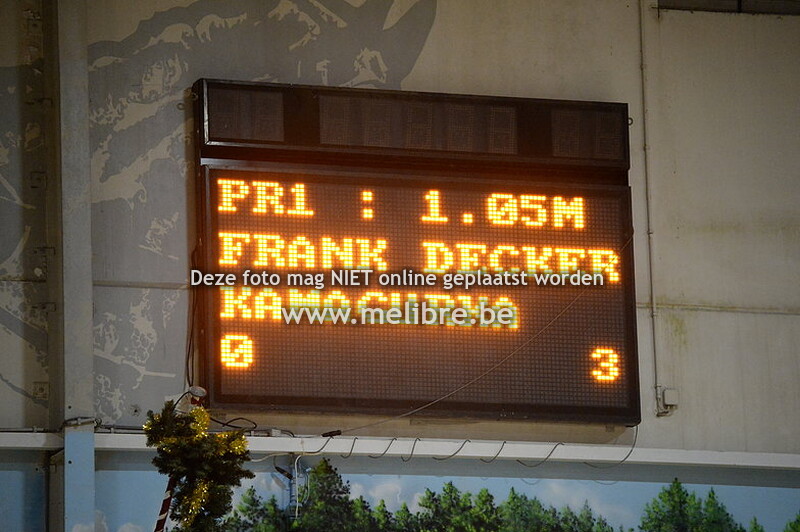 PR1 : 1.05M
FRANK DECKER
Deze foto mag NIET online geplaatst worden
www.melibre.be
0 3